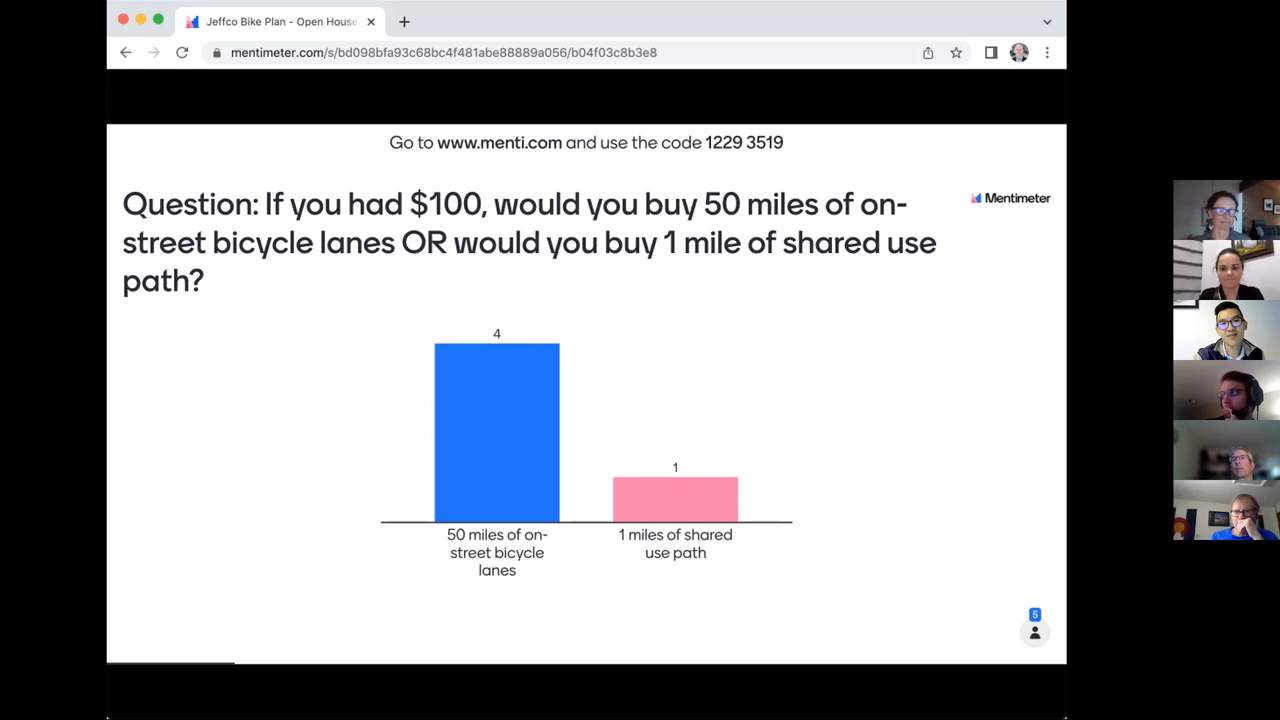 Jeffco Bike Plan - Open House
mentimeter.com/s/bd098bfa93c68bc4f481abe88889a056/b04f03c8b3e8
Go to www.menti.com and use the code 1229 3519
Mentimeter
Question: If you had $100, would you buy 50 miles of on-
street bicycle lanes OR would you buy 1 mile of shared use
path?
4
1
50 miles of on-
street bicycle
lanes
1 miles of shared
use path
5